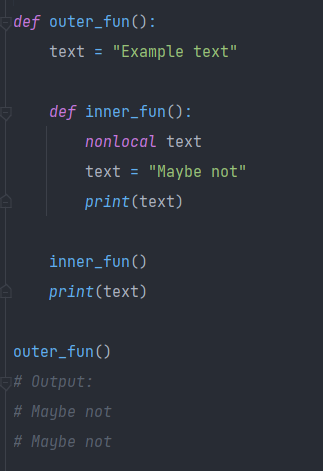 def outer_fun():
    text = "Example text"

    def inner_fun():
        nonlocal text
        text = "Maybe not"
        print(text)

    inner_fun()
    print(text)

outer_fun()
# Output:
# Maybe not
# Maybe not